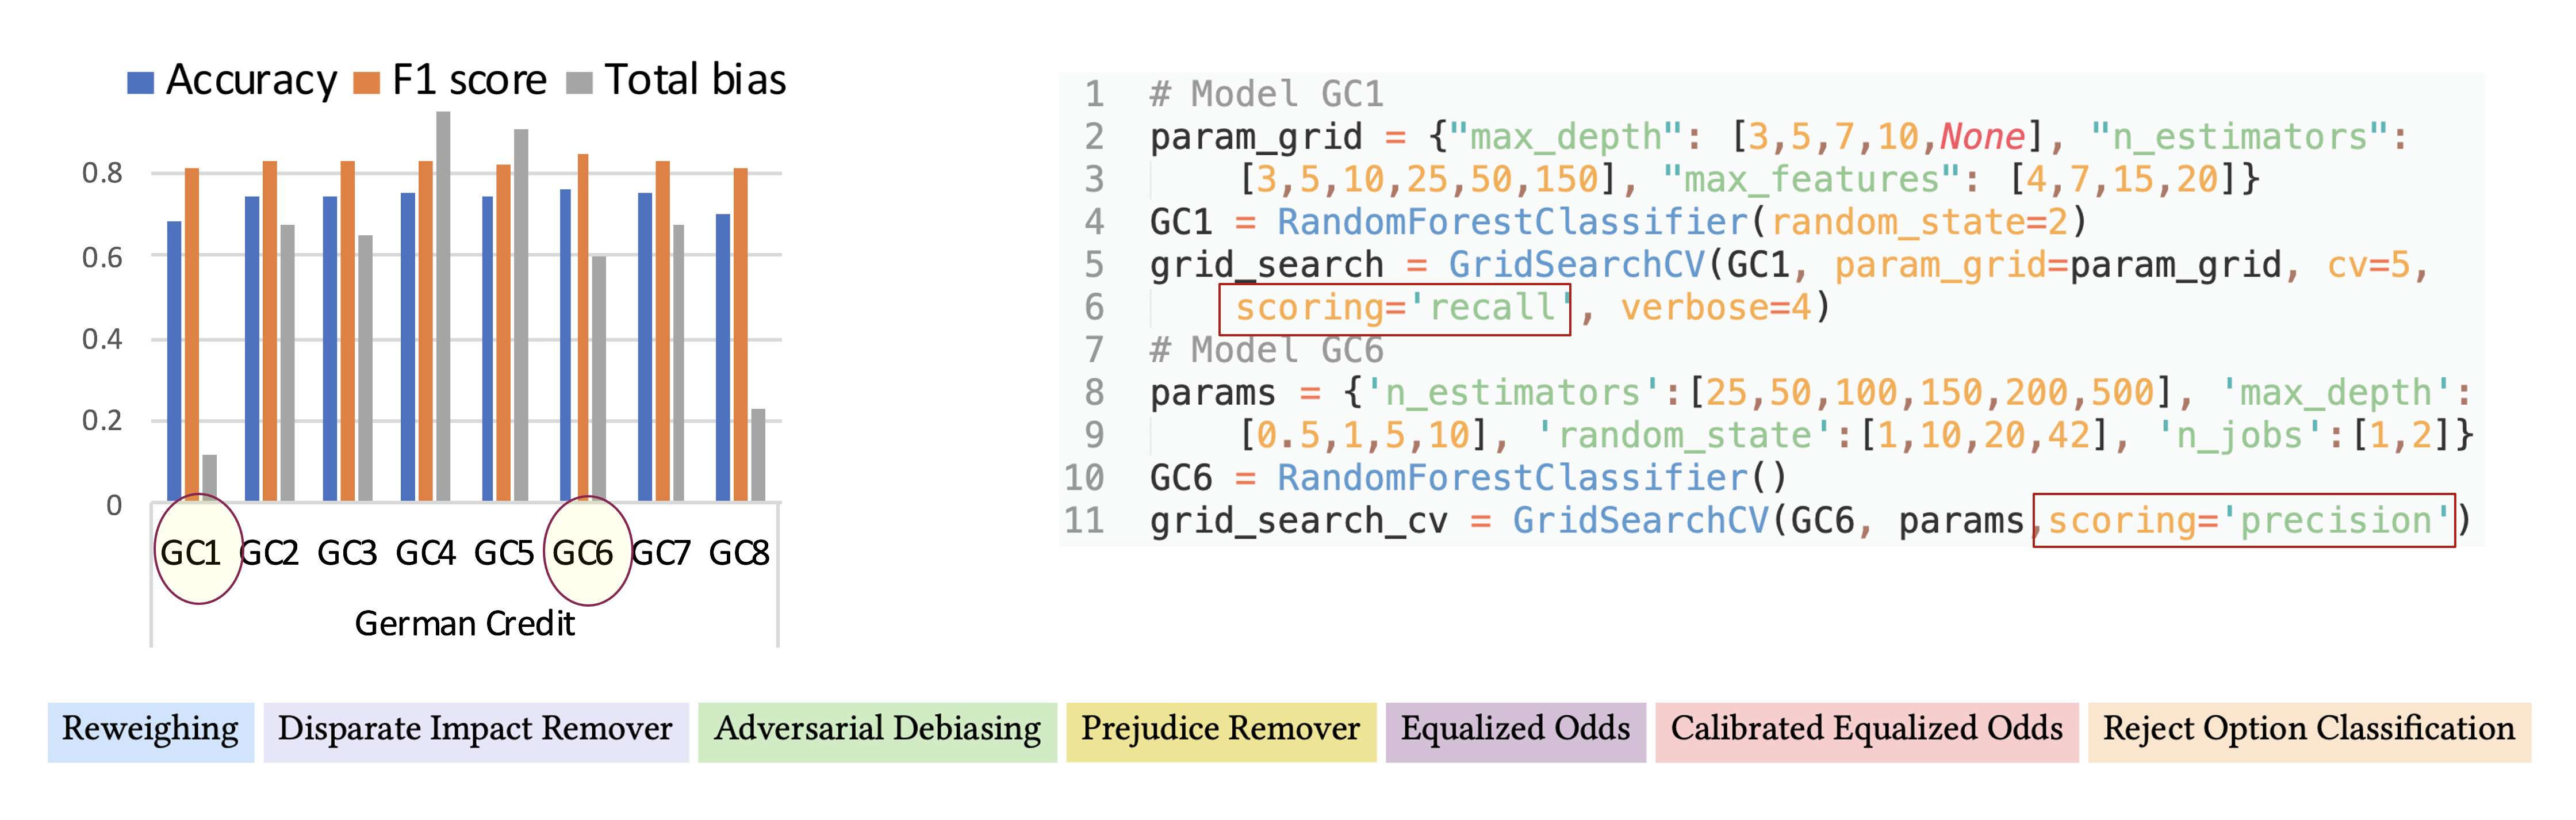 Accuracy F1 score Total bias
0.8
0.6
0.4
0.2
0
GC1 GC2 GC3 GC4 GC5 GC6 GC7 GC8
German Credit
1 # Model GC1
2 param_grid = {"max_depth": [3,5,7,10,None], "n_estimators":
3 [3,5,10,25,50,150], "max_features": [4,7,15,20]}
4 GC1 = RandomForestClassifier(random_state=2)
5 grid_search = GridSearchCV(GC1, param_grid=param_grid, cv=5,
6 scoring='recall', verbose=4)
7 # Model GC6
8 params = {'n_estimators':[25,50,100,150,200,500], 'max_depth':
9 [0.5,1,5,10], 'random_state':[1,10,20,42], 'n_jobs':[1,2]}
10 GC6 = RandomForestClassifier()
11 grid_search_cv = GridSearchCV(GC6, params,scoring='precision')
Reweighing Disparate Impact Remover Adversarial Debiasing Prejudice Remover Equalized Odds Calibrated Equalized Odds Reject Option Classification